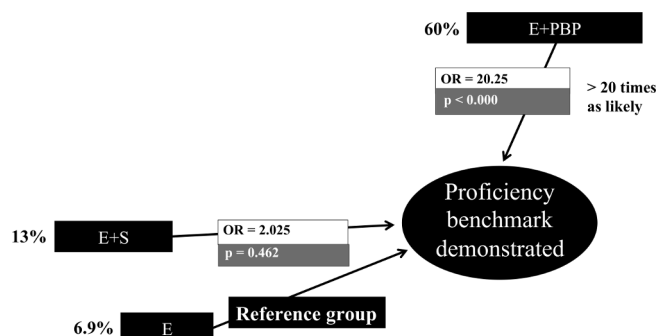 60% E+PBP
OR = 20.25
p < 0.000
> 20 times
as likely
Proficiency
benchmark
demonstrated
13% E+S
OR = 2.025
p = 0.462
Reference group
6.9% E